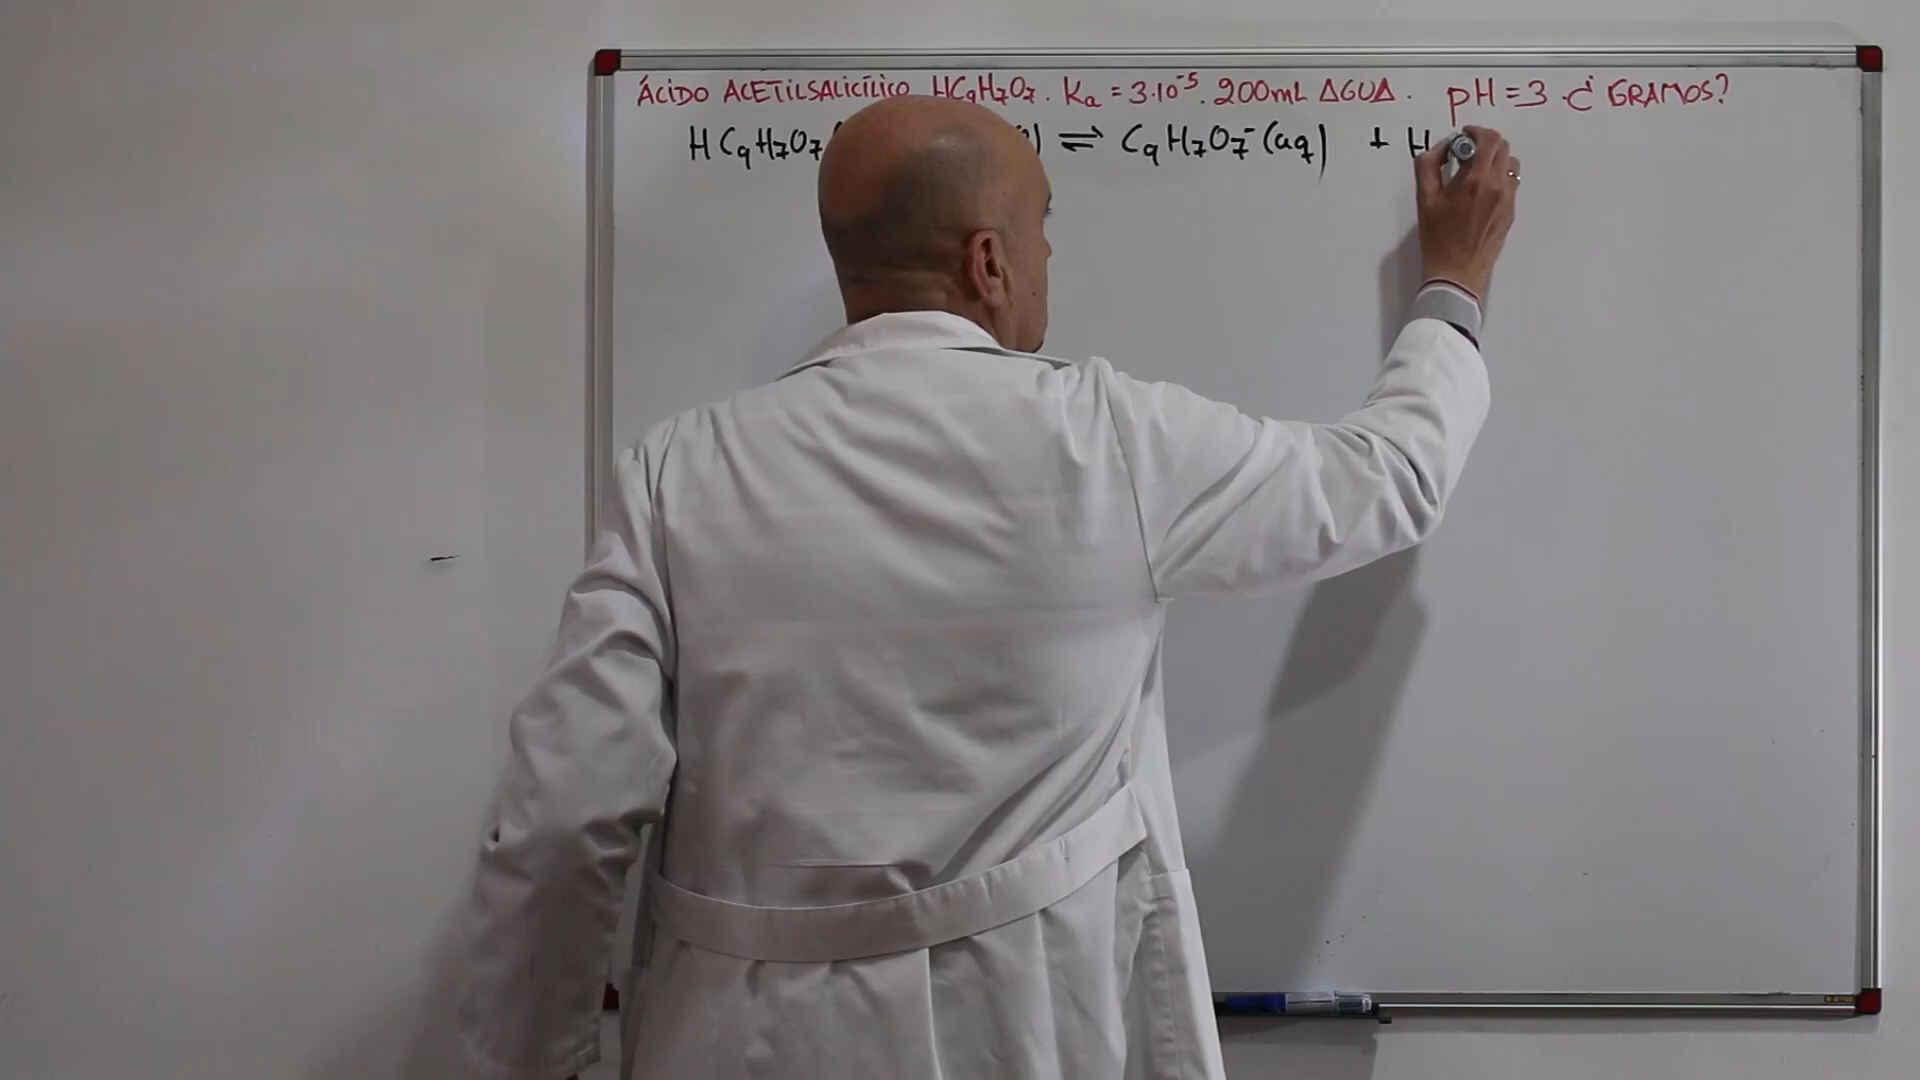 ÁCIDO ACETILSALICÍLICO HC₉H₇O₇. Ka = 3·10⁻⁵. 200mL AGUA. pH=3. ¿ GRAMOS?
HC₉H₇O₇ ) ⇌ C₉H₇O₇⁻(aq) + H